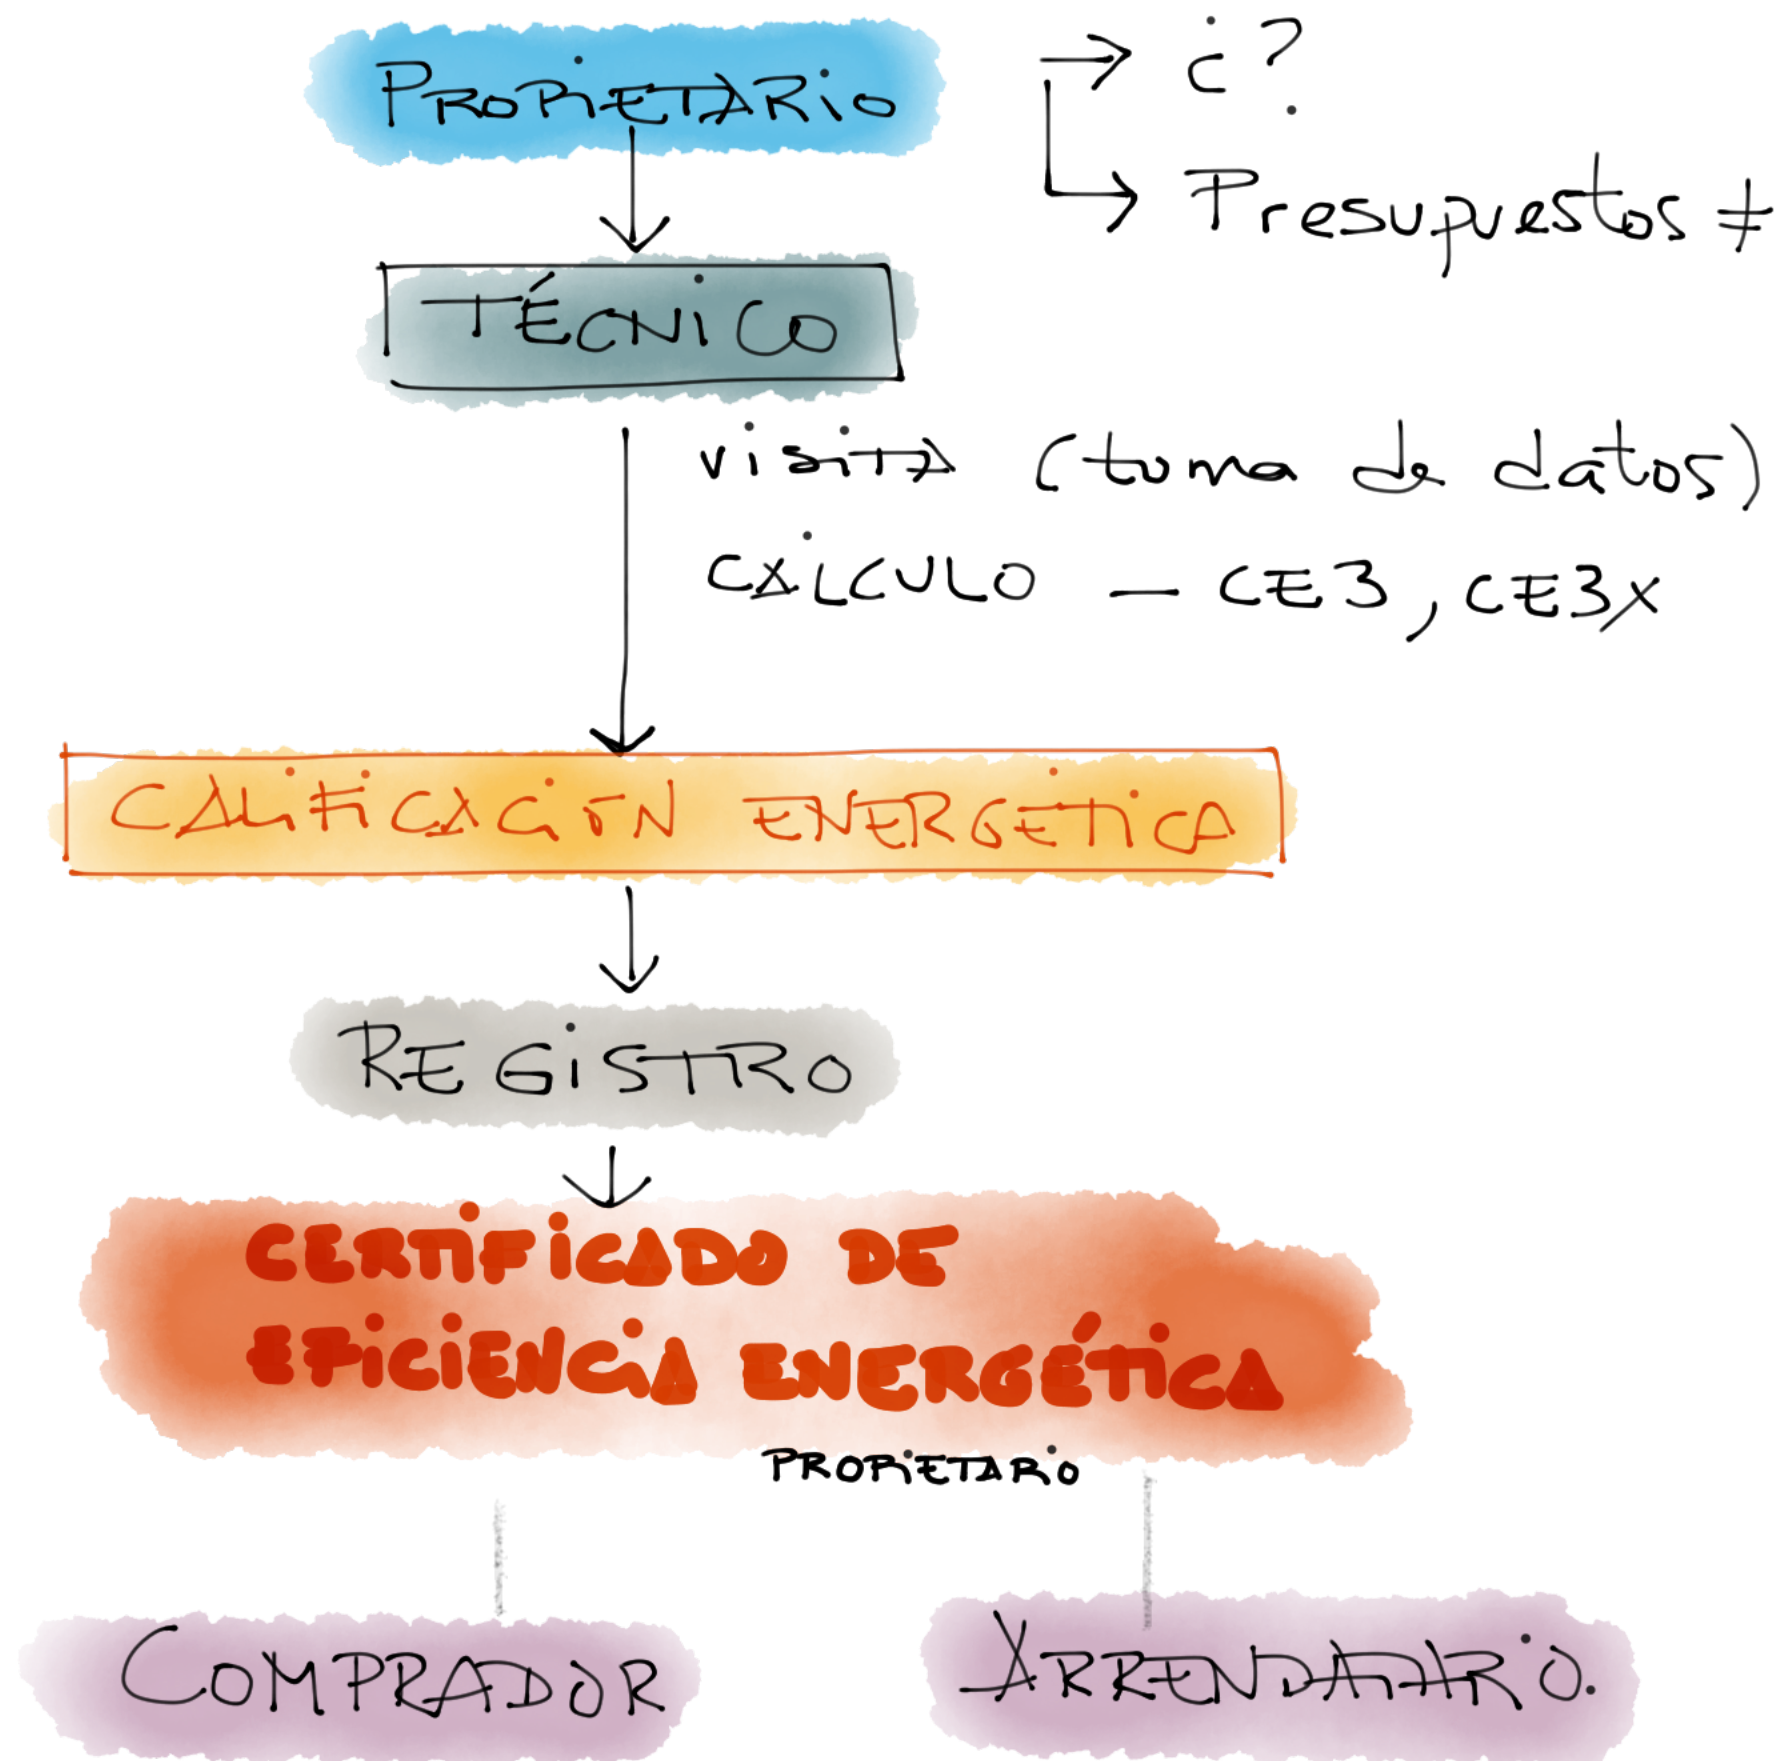 PROPIETARIO
→ ¿?
→ Presupuestos ≠
TÉCNICO
visita (toma de datos)
CÁLCULO — CE3, CE3X
CALIFICACIÓN ENERGETICA
REGISTRO
CERTIFICADO DE
EFICIENCIA ENERGÉTICA
PROPIETARIO
COMPRADOR
ARRENDATARIO.